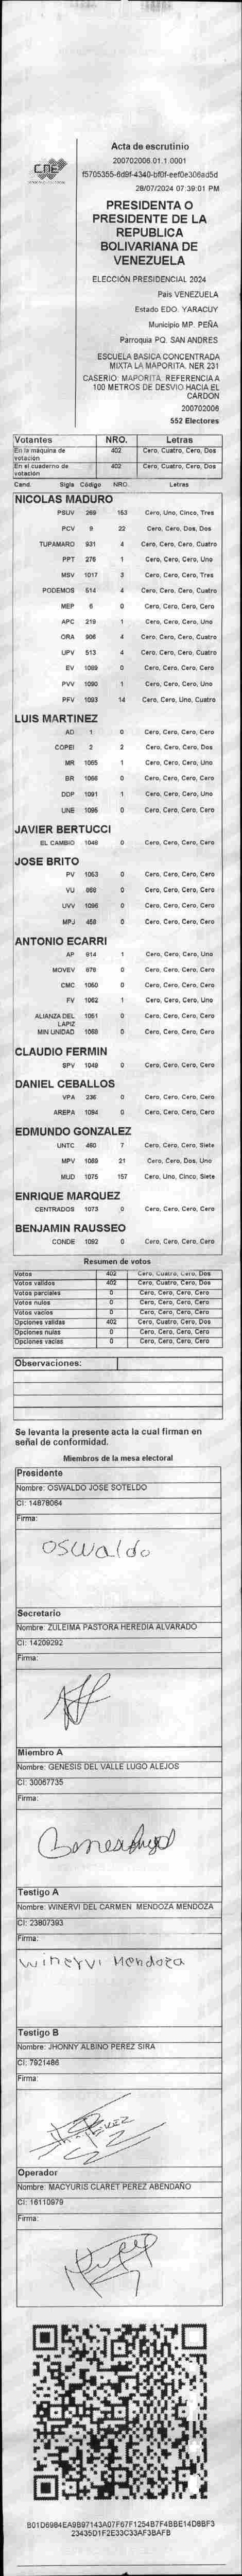 Acta de escrutinio
200702006.01.1.0001
f5705355-6d9f-4340-bf0f-eef0e306ad5d
28/07/2024 07:39:01 PM
CNE
PRESIDENTA O
PRESIDENTE DE LA
REPUBLICA
BOLIVARIANA DE
VENEZUELA
ELECCIÓN PRESIDENCIAL 2024
País VENEZUELA
Estado EDO. YARACUY
Municipio MP. PEÑA
Parroquia PQ. SAN ANDRES
ESCUELA BASICA CONCENTRADA
MIXTA LA MAPORITA. NER 231
CASERIO: MAPORITA. REFERENCIA A
100 METROS DE DESVIO HACIA EL
CARDON
200702006
552 Electores
Votantes NRO. Letras
En la máquina de votación 402 Cero, Cuatro, Cero, Dos
En el cuaderno de votación 402 Cero, Cuatro, Cero, Dos
Cand. Sigla Código NRO. Letras
NICOLAS MADURO
PSUV 269 153 Cero, Uno, Cinco, Tres
PCV 9 22 Cero, Cero, Dos, Dos
TUPAMARO 931 4 Cero, Cero, Cero, Cuatro
PPT 276 1 Cero, Cero, Cero, Uno
MSV 1017 3 Cero, Cero, Cero, Tres
PODEMOS 514 4 Cero, Cero, Cero, Cuatro
MEP 6 0 Cero, Cero, Cero, Cero
APC 219 1 Cero, Cero, Cero, Uno
ORA 906 4 Cero, Cero, Cero, Cuatro
UPV 513 4 Cero, Cero, Cero, Cuatro
EV 1089 0 Cero, Cero, Cero, Cero
PVV 1090 1 Cero, Cero, Cero, Uno
PFV 1093 14 Cero, Cero, Uno, Cuatro
LUIS MARTINEZ
AD 1 0 Cero, Cero, Cero, Cero
COPEI 2 2 Cero, Cero, Cero, Dos
MR 1065 1 Cero, Cero, Cero, Uno
BR 1066 0 Cero, Cero, Cero, Cero
DDP 1091 1 Cero, Cero, Cero, Uno
UNE 1095 0 Cero, Cero, Cero, Cero
JAVIER BERTUCCI
EL CAMBIO 1048 0 Cero, Cero, Cero, Cero
JOSE BRITO
PV 1053 0 Cero, Cero, Cero, Cero
VU 868 0 Cero, Cero, Cero, Cero
UVV 1096 0 Cero, Cero, Cero, Cero
MPJ 458 0 Cero, Cero, Cero, Cero
ANTONIO ECARRI
AP 914 1 Cero, Cero, Cero, Uno
MOVEV 979 0 Cero, Cero, Cero, Cero
CMC 1050 0 Cero, Cero, Cero, Cero
FV 1062 1 Cero, Cero, Cero, Uno
ALIANZA DEL LAPIZ 1051 0 Cero, Cero, Cero, Cero
MIN UNIDAD 1058 0 Cero, Cero, Cero, Cero
CLAUDIO FERMIN
SPV 1049 0 Cero, Cero, Cero, Cero
DANIEL CEBALLOS
VPA 236 0 Cero, Cero, Cero, Cero
AREPA 1094 0 Cero, Cero, Cero, Cero
EDMUNDO GONZALEZ
UNTC 460 7 Cero, Cero, Cero, Siete
MPV 1069 21 Cero, Cero, Dos, Uno
MUD 1075 157 Cero, Uno, Cinco, Siete
ENRIQUE MARQUEZ
CENTRADOS 1073 0 Cero, Cero, Cero, Cero
BENJAMIN RAUSSEO
CONDE 1092 0 Cero, Cero, Cero, Cero
Resumen de votos
Votos 402 Cero, Cuatro, Cero, Dos
Votos validos 402 Cero, Cuatro, Cero, Dos
Votos parciales 0 Cero, Cero, Cero, Cero
Votos nulos 0 Cero, Cero, Cero, Cero
Votos vacios 0 Cero, Cero, Cero, Cero
Opciones validas 402 Cero, Cuatro, Cero, Dos
Opciones nulas 0 Cero, Cero, Cero, Cero
Opciones vacias 0 Cero, Cero, Cero, Cero
Observaciones:
Se levanta la presente acta la cual firman en
señal de conformidad.
Miembros de la mesa electoral
Presidente
Nombre: OSWALDO JOSE SOTELDO
CI: 14878064
Firma:
oswaldo
Secretario
Nombre: ZULEIMA PASTORA HEREDIA ALVARADO
CI: 14209292
Firma:
Miembro A
Nombre: GENESIS DEL VALLE LUGO ALEJOS
CI: 30067735
Firma:
Testigo A
Nombre: WINERVI DEL CARMEN MENDOZA MENDOZA
CI: 23807393
Firma:
winervi Mendoza
Testigo B
Nombre: JHONNY ALBINO PEREZ SIRA
CI: 7921486
Firma:
Operador
Nombre: MACYURIS CLARET PEREZ ABENDAÑO
CI: 16110979
Firma:
B01D6984EA9B97143A07F67F1254B7F4BBE14D8BF3
23435D1F2E33C33AF3BAFB